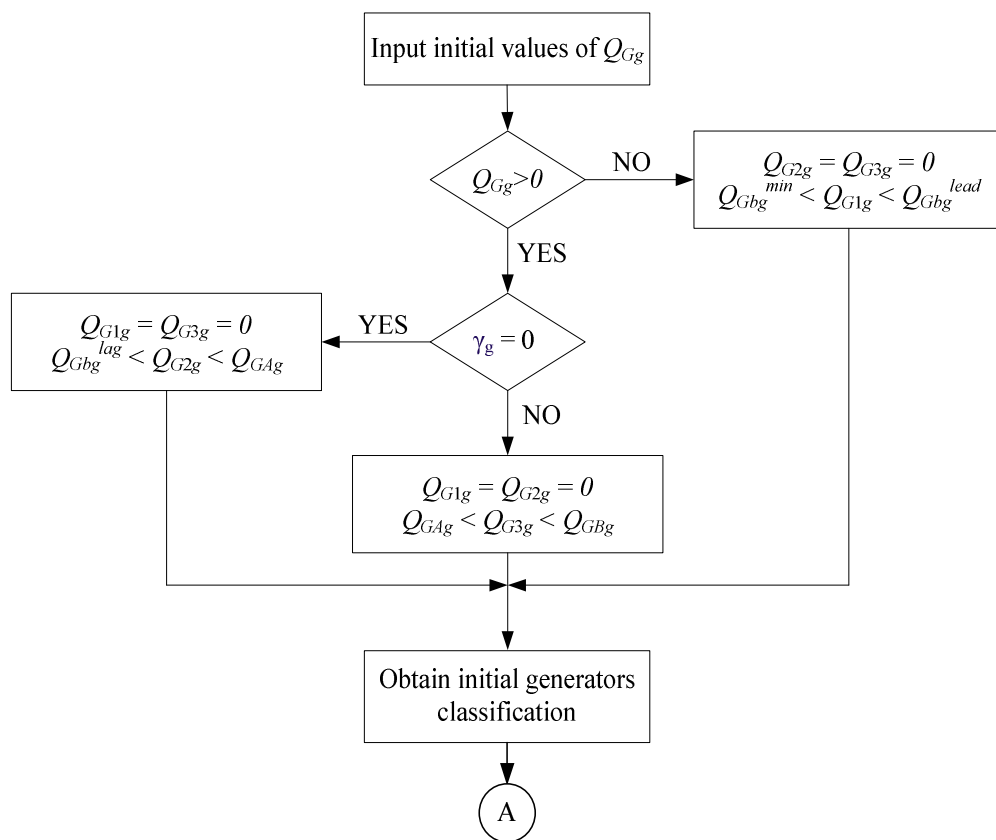 Input initial values of Q_Gg
Q_Gg>0
NO
Q_G2g = Q_G3g = 0
Q_Gbg^min < Q_G1g < Q_Gbg^lead
YES
Q_G1g = Q_G3g = 0
Q_Gbg^lag < Q_G2g < Q_GAg
YES
γ_g = 0
NO
Q_G1g = Q_G2g = 0
Q_GAg < Q_G3g < Q_GBg
Obtain initial generators
classification
A